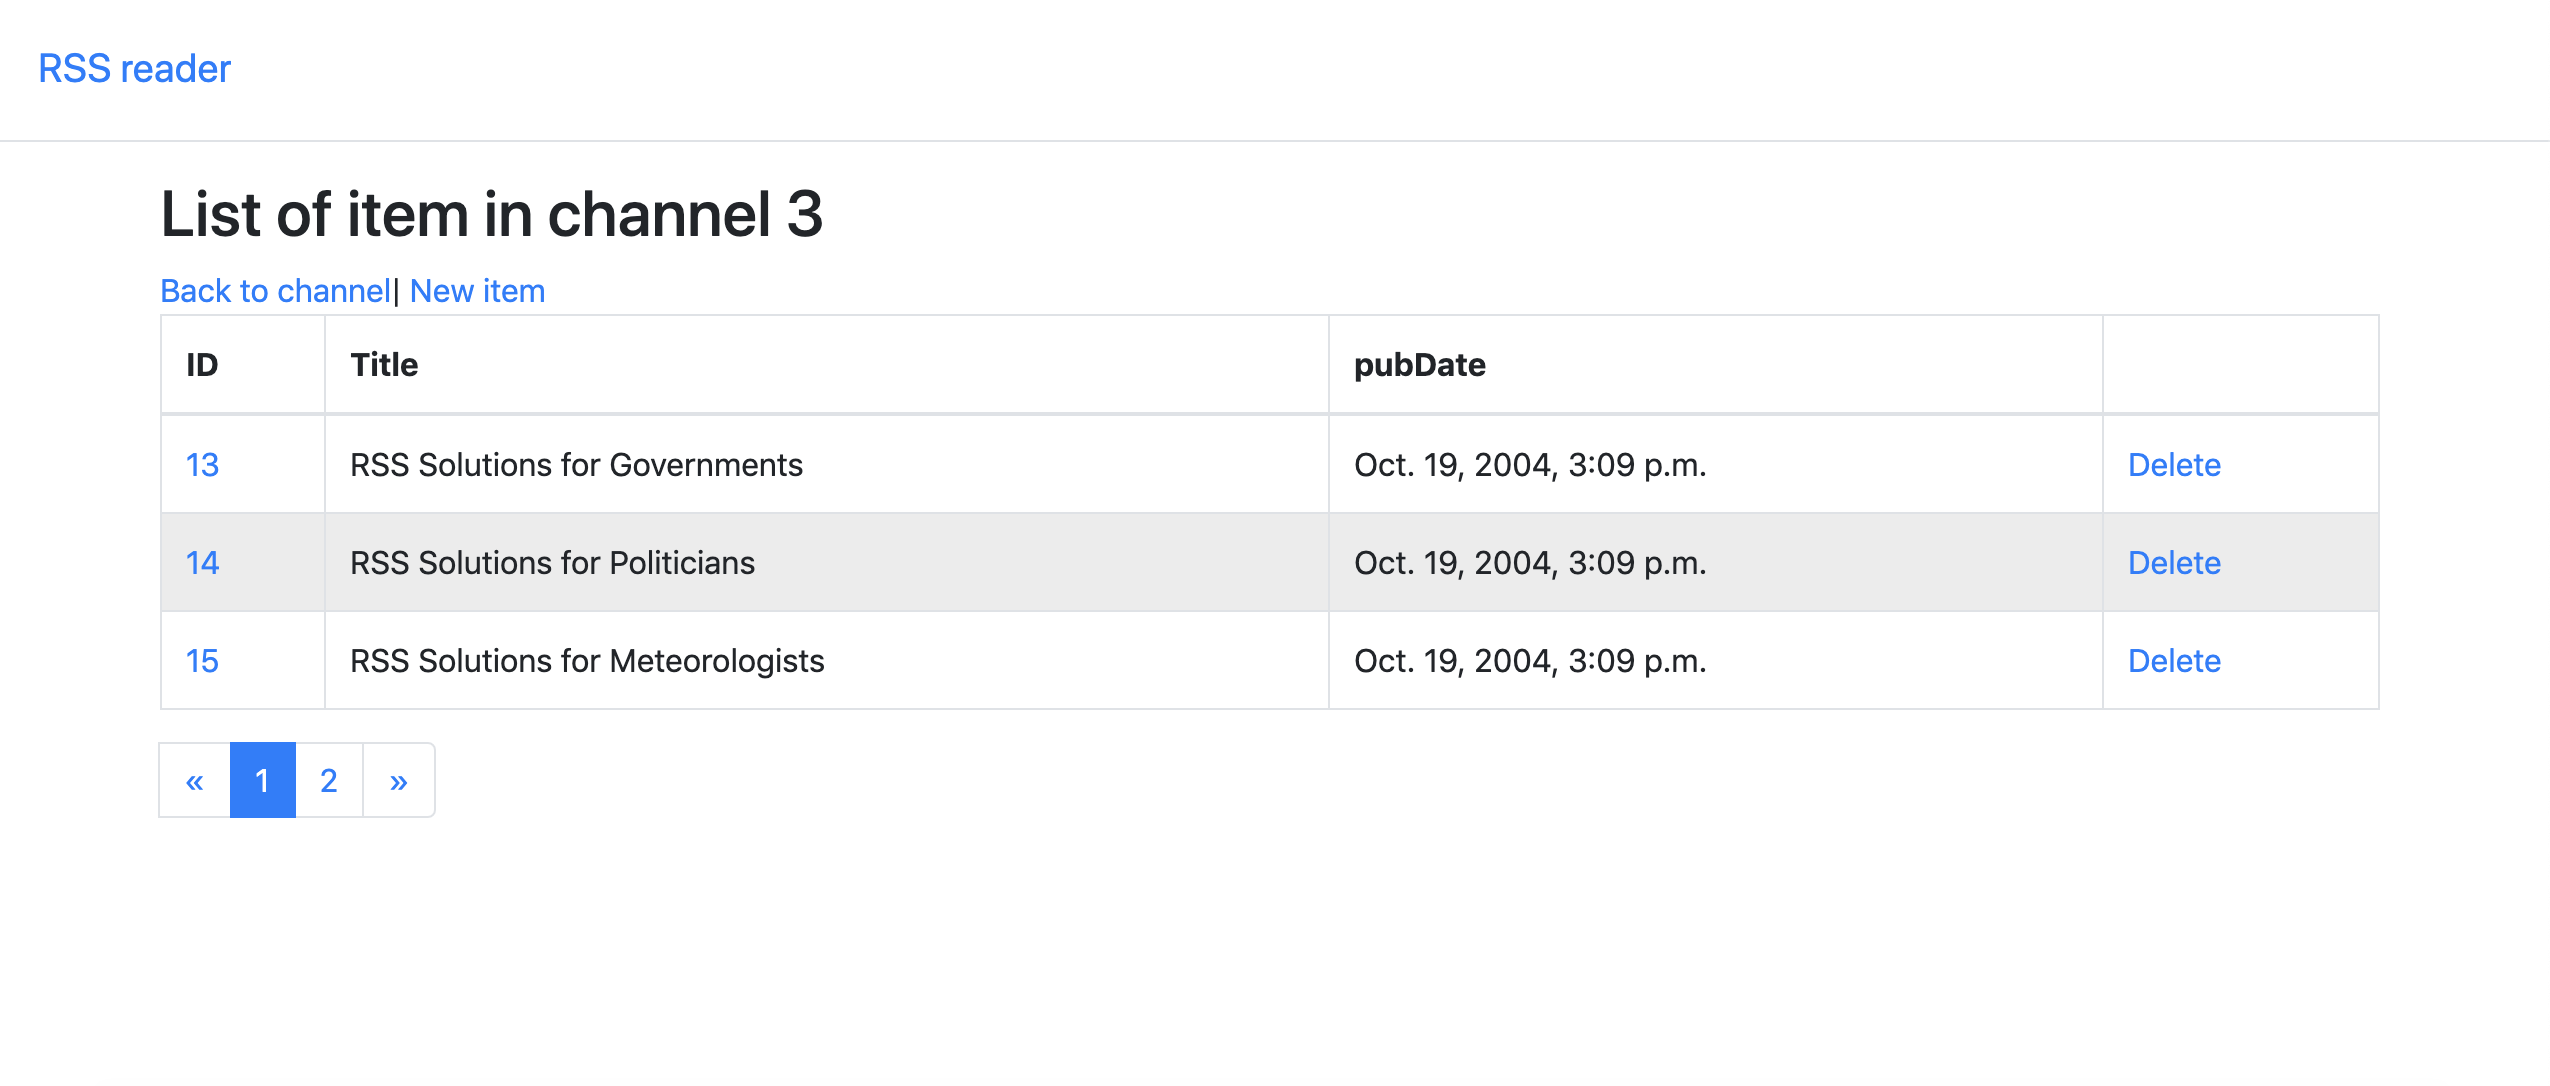 RSS reader
List of item in channel 3
Back to channel| New item
ID Title pubDate
13 RSS Solutions for Governments Oct. 19, 2004, 3:09 p.m. Delete
14 RSS Solutions for Politicians Oct. 19, 2004, 3:09 p.m. Delete
15 RSS Solutions for Meteorologists Oct. 19, 2004, 3:09 p.m. Delete
« 1 2 »